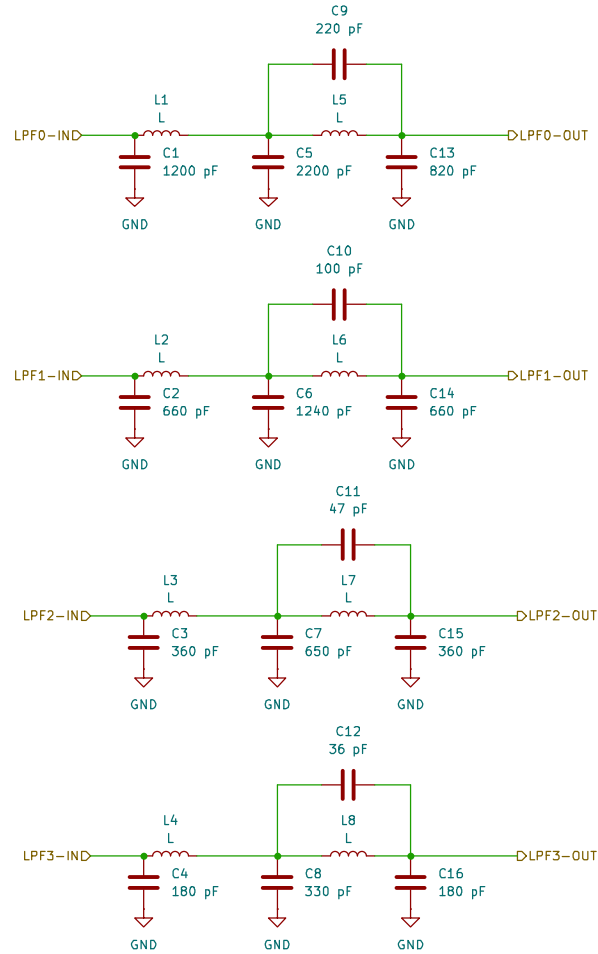 C9
220 pF
L1
L
L5
L
LPF0-IN
LPF0-OUT
C1
1200 pF
C5
2200 pF
C13
820 pF
GND
GND
GND
C10
100 pF
L2
L
L6
L
LPF1-IN
LPF1-OUT
C2
660 pF
C6
1240 pF
C14
660 pF
GND
GND
GND
C11
47 pF
L3
L
L7
L
LPF2-IN
LPF2-OUT
C3
360 pF
C7
650 pF
C15
360 pF
GND
GND
GND
C12
36 pF
L4
L
L8
L
LPF3-IN
LPF3-OUT
C4
180 pF
C8
330 pF
C16
180 pF
GND
GND
GND